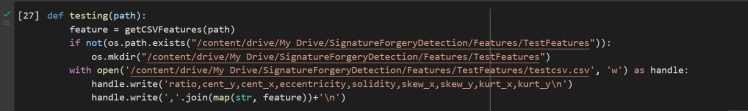 [27] def testing(path):
feature = getCSVFeatures(path)
if not(os.path.exists("/content/drive/My Drive/SignatureForgeryDetection/Features/TestFeatures")):
os.mkdir("/content/drive/My Drive/SignatureForgeryDetection/Features/TestFeatures")
with open('/content/drive/My Drive/SignatureForgeryDetection/Features/TestFeatures/testcsv.csv', 'w') as handle:
handle.write('ratio,cent_y,cent_x,eccentricity,solidity,skew_x,skew_y,kurt_x,kurt_y\n')
handle.write(','.join(map(str, feature))+'\n')